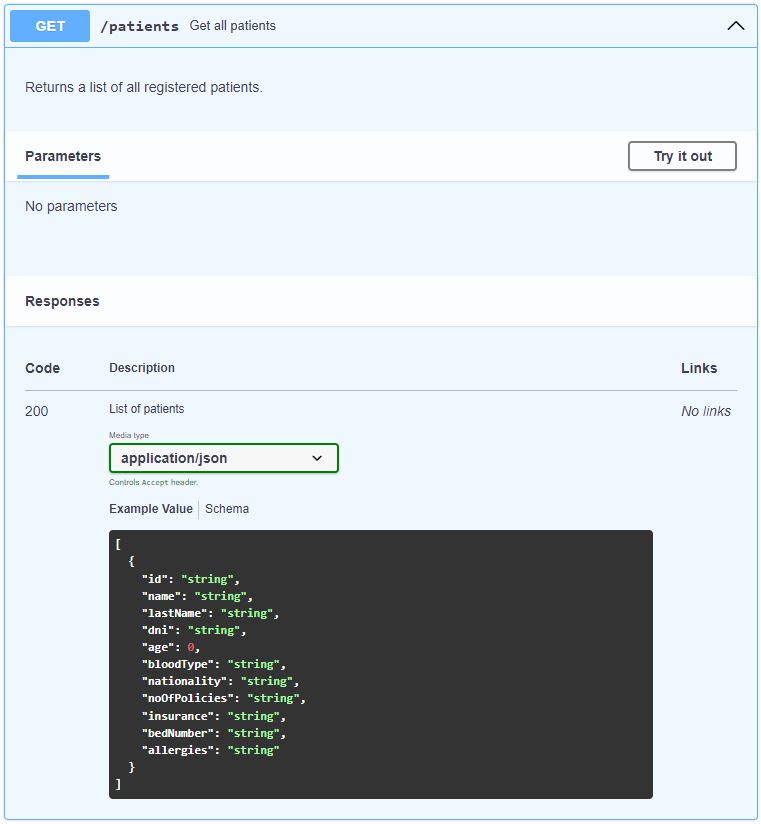 GET /patients Get all patients
Returns a list of all registered patients.
Parameters Try it out
No parameters
Responses
Code Description Links
200 List of patients No links
Media type
application/json
Controls Accept header.
Example Value Schema
[
  {
    "id": "string",
    "name": "string",
    "lastName": "string",
    "dni": "string",
    "age": 0,
    "bloodType": "string",
    "nationality": "string",
    "noOfPolicies": "string",
    "insurance": "string",
    "bedNumber": "string",
    "allergies": "string"
  }
]